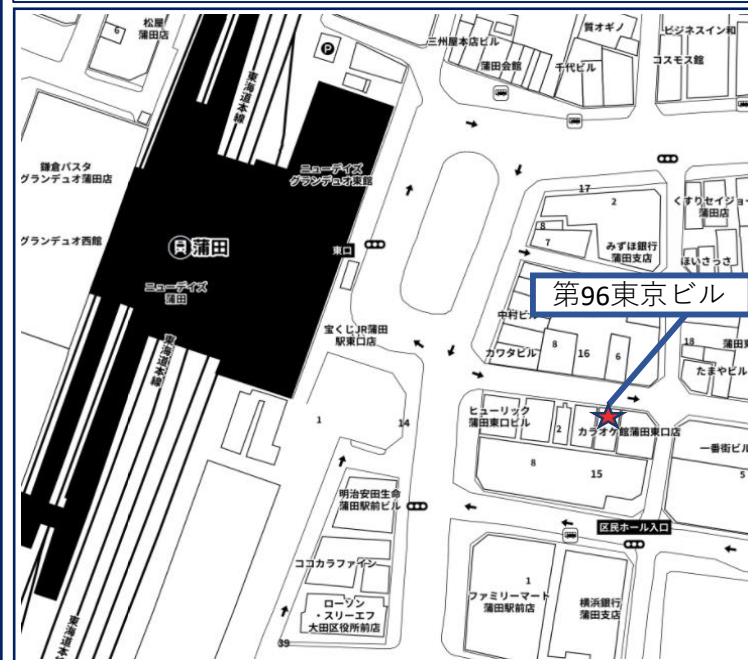 松屋
蒲田店
6
P
三州屋本店ビル
質オギノ
ビジネスイン和
蒲田会館
千代ビル
コスモス館
東海道本線
鎌倉パスタ
グランデュオ蒲田店
ニューデイズ
グランデュオ東館
17
2
くすりセイジョー
蒲田店
グランデュオ西館
蒲田
東口
8
7
みずほ銀行
蒲田支店
ほいさっさ
ニューデイズ
蒲田
第96東京ビル
中村ビ
宝くじJR蒲田
駅東口店
カワタビル
8
16
6
18
蒲田東
たまやビル
東海道本線
1
14
ヒューリック
蒲田東口ビル
2
カラオケ館蒲田東口店
一番街ビル
8
15
5
明治安田生命
蒲田駅前ビル
区民ホール入口
ココカラファイン
1
ファミリーマート
蒲田駅前店
横浜銀行
蒲田支店
ローソン
・スリーエフ
大田区役所前店
39
東海道本線